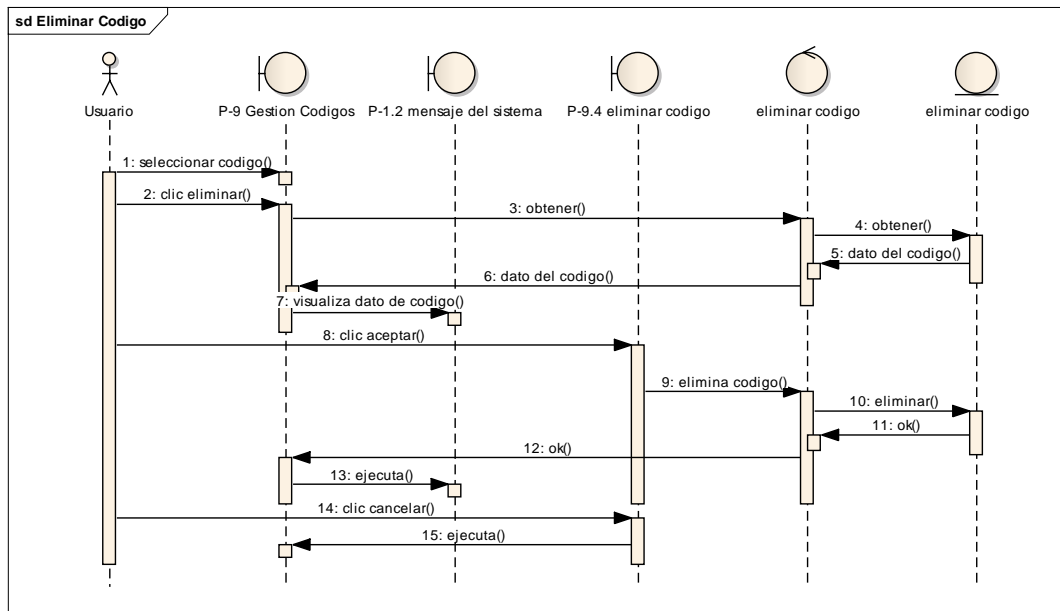 sd Eliminar Codigo
Usuario
P-9 Gestion Codigos
P-1.2 mensaje del sistema
P-9.4 eliminar codigo
eliminar codigo
eliminar codigo
1: seleccionar codigo()
2: clic eliminar()
3: obtener()
4: obtener()
5: dato del codigo()
6: dato del codigo()
7: visualiza dato de codigo()
8: clic aceptar()
9: elimina codigo()
10: eliminar()
11: ok()
12: ok()
13: ejecuta()
14: clic cancelar()
15: ejecuta()